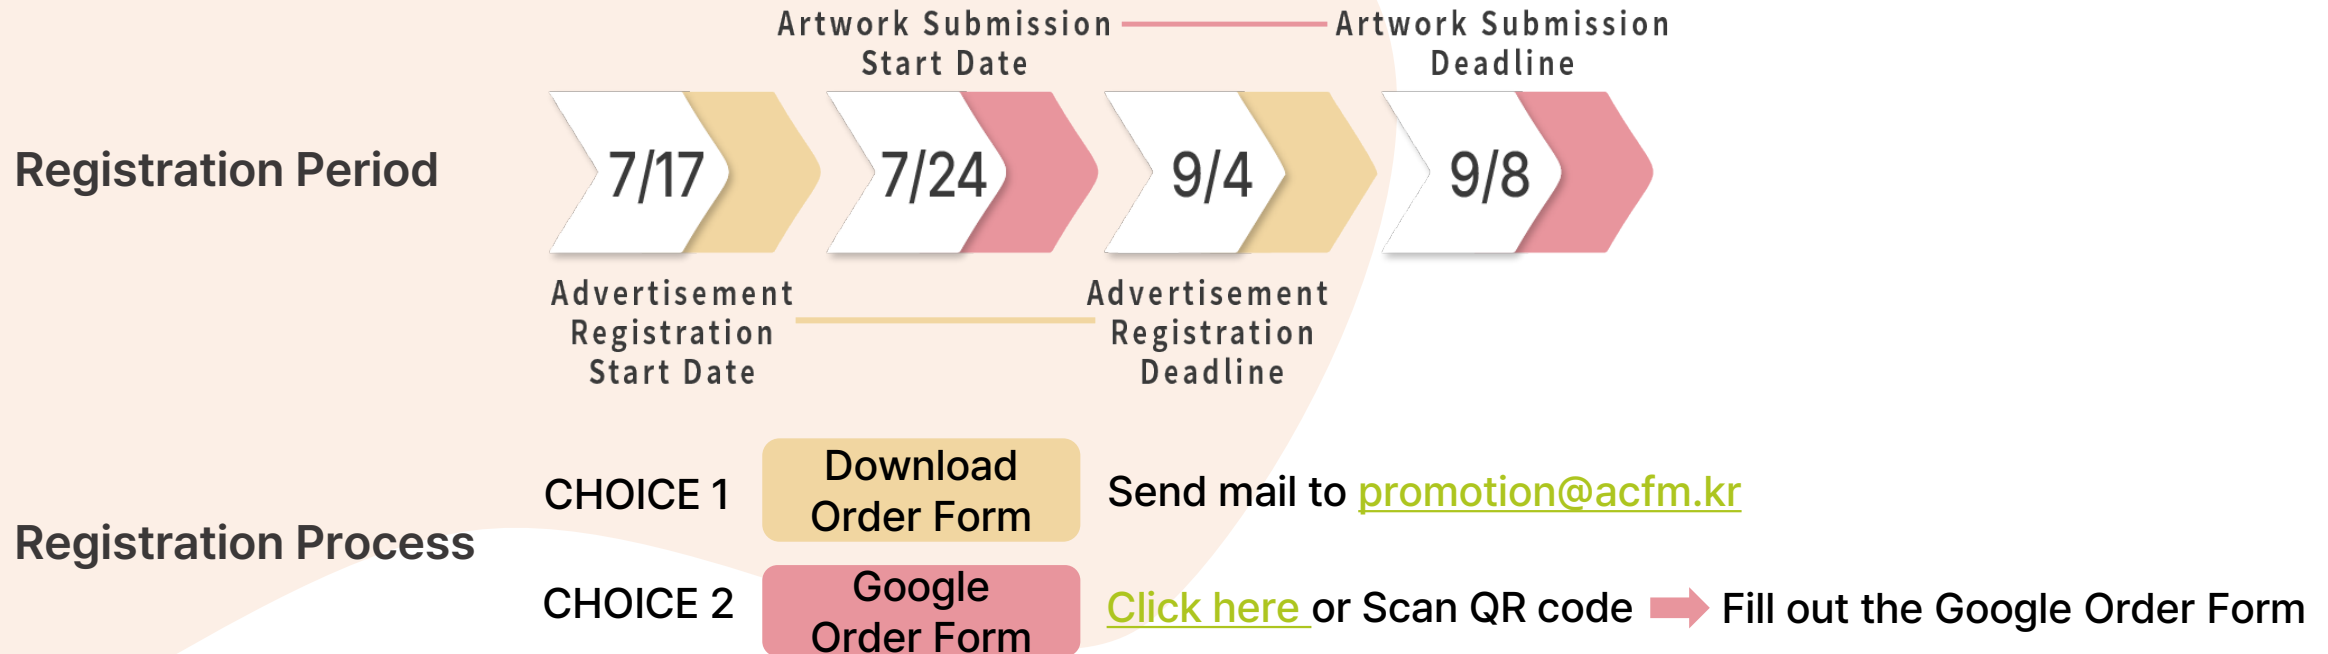 Artwork Submission
Start Date
Artwork Submission
Deadline
Registration Period
7/17
7/24
9/4
9/8
Advertisement
Registration
Start Date
Advertisement
Registration
Deadline
Registration Process
CHOICE 1
Download
Order Form
Send mail to promotion@acfm.kr
CHOICE 2
Google
Order Form
Click here or Scan QR code
Fill out the Google Order Form